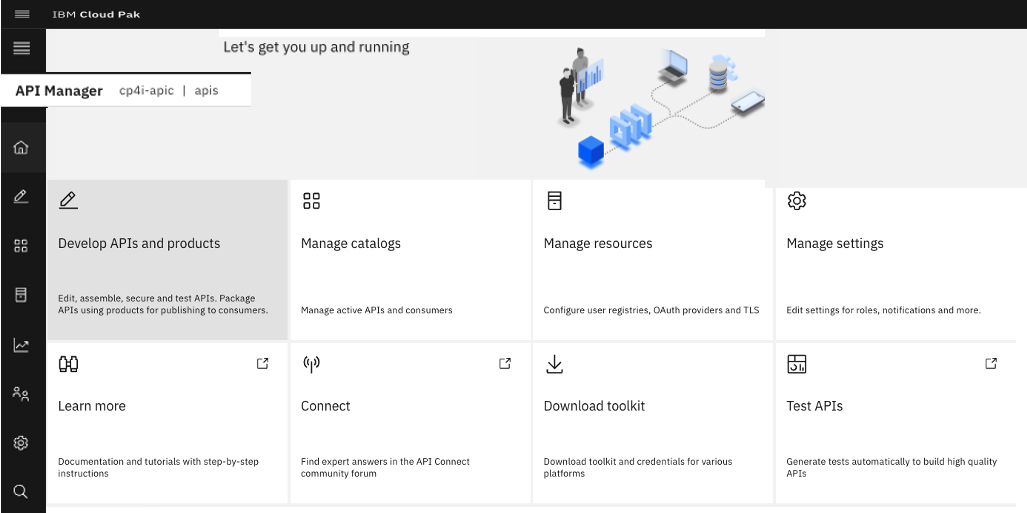 IBM Cloud Pak
Let's get you up and running
API Manager cp4i-apic | apis
Develop APIs and products
Edit, assemble, secure and test APIs. Package
APIs using products for publishing to consumers.
Manage catalogs
Manage active APIs and consumers
Manage resources
Configure user registries, OAuth providers and TLS
Manage settings
Edit settings for roles, notifications and more.
Learn more
Documentation and tutorials with step-by-step
instructions
Connect
Find expert answers in the API Connect
community forum
Download toolkit
Download toolkit and credentials for various
platforms
Test APIs
Generate tests automatically to build high quality
APIs